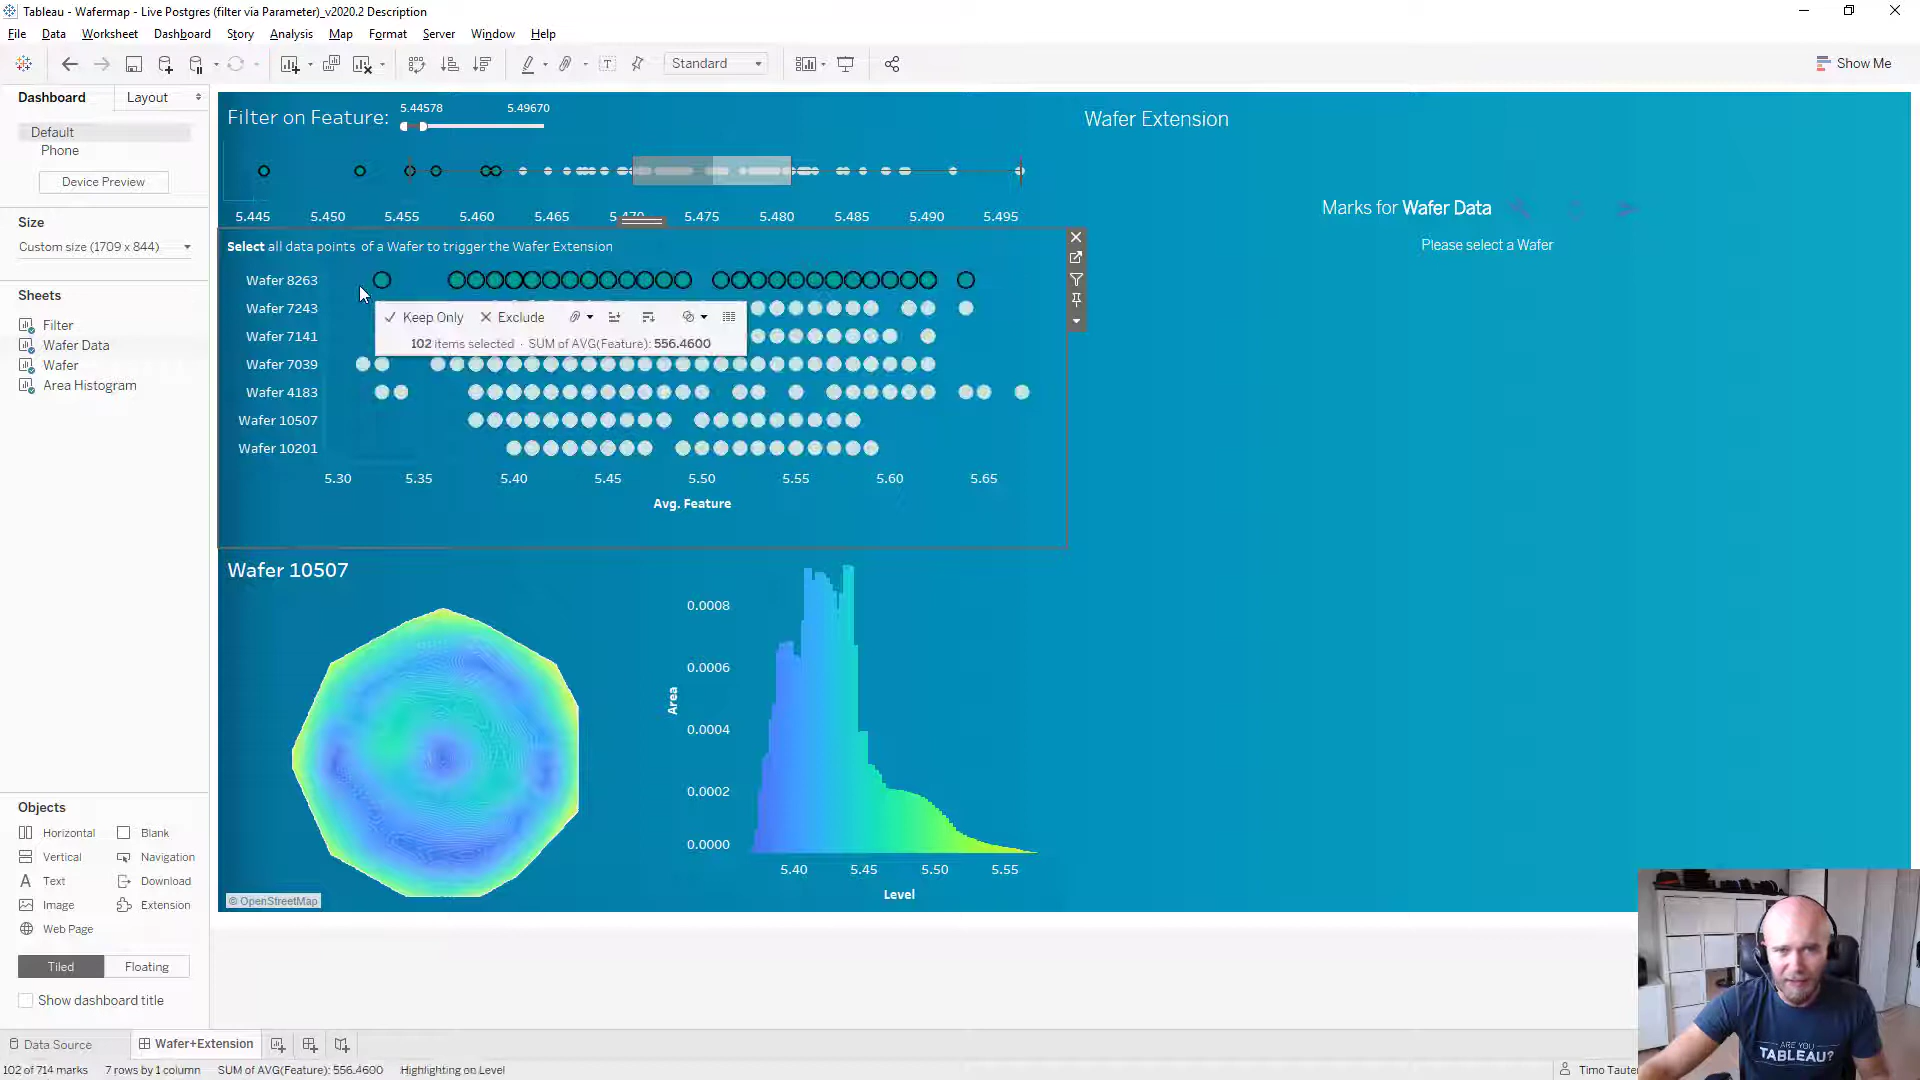 Tableau - Wafermap - Live Postgres (filter via Parameter)_v2020.2 Description
File Data Worksheet Dashboard Story Analysis Map Format Server Window Help
Standard
Show Me
Dashboard Layout
Default
Phone
Device Preview
Size
Custom size (1709 x 844)
Sheets
Filter
Wafer Data
Wafer
Area Histogram
Objects
Horizontal Blank
Vertical Navigation
Text Download
Image Extension
Web Page
Tiled Floating
Show dashboard title
Filter on Feature:
5.44578 5.49670
5.445 5.450 5.455 5.460 5.465 5.470 5.475 5.480 5.485 5.490 5.495
Select all data points of a Wafer to trigger the Wafer Extension
Wafer 8263
Wafer 7243
Wafer 7141
Wafer 7039
Wafer 4183
Wafer 10507
Wafer 10201
Keep Only Exclude
102 items selected · SUM of AVG(Feature): 556.4600
5.30 5.35 5.40 5.45 5.50 5.55 5.60 5.65
Avg. Feature
Wafer 10507
© OpenStreetMap
Area
0.0008
0.0006
0.0004
0.0002
0.0000
5.40 5.45 5.50 5.55
Level
Wafer Extension
Marks for Wafer Data
Please select a Wafer
ARE YOU
TABLEAU?
Data Source Wafer+Extension
102 of 714 marks 7 rows by 1 column SUM of AVG(Feature): 556.4600 Highlighting on Level
Timo